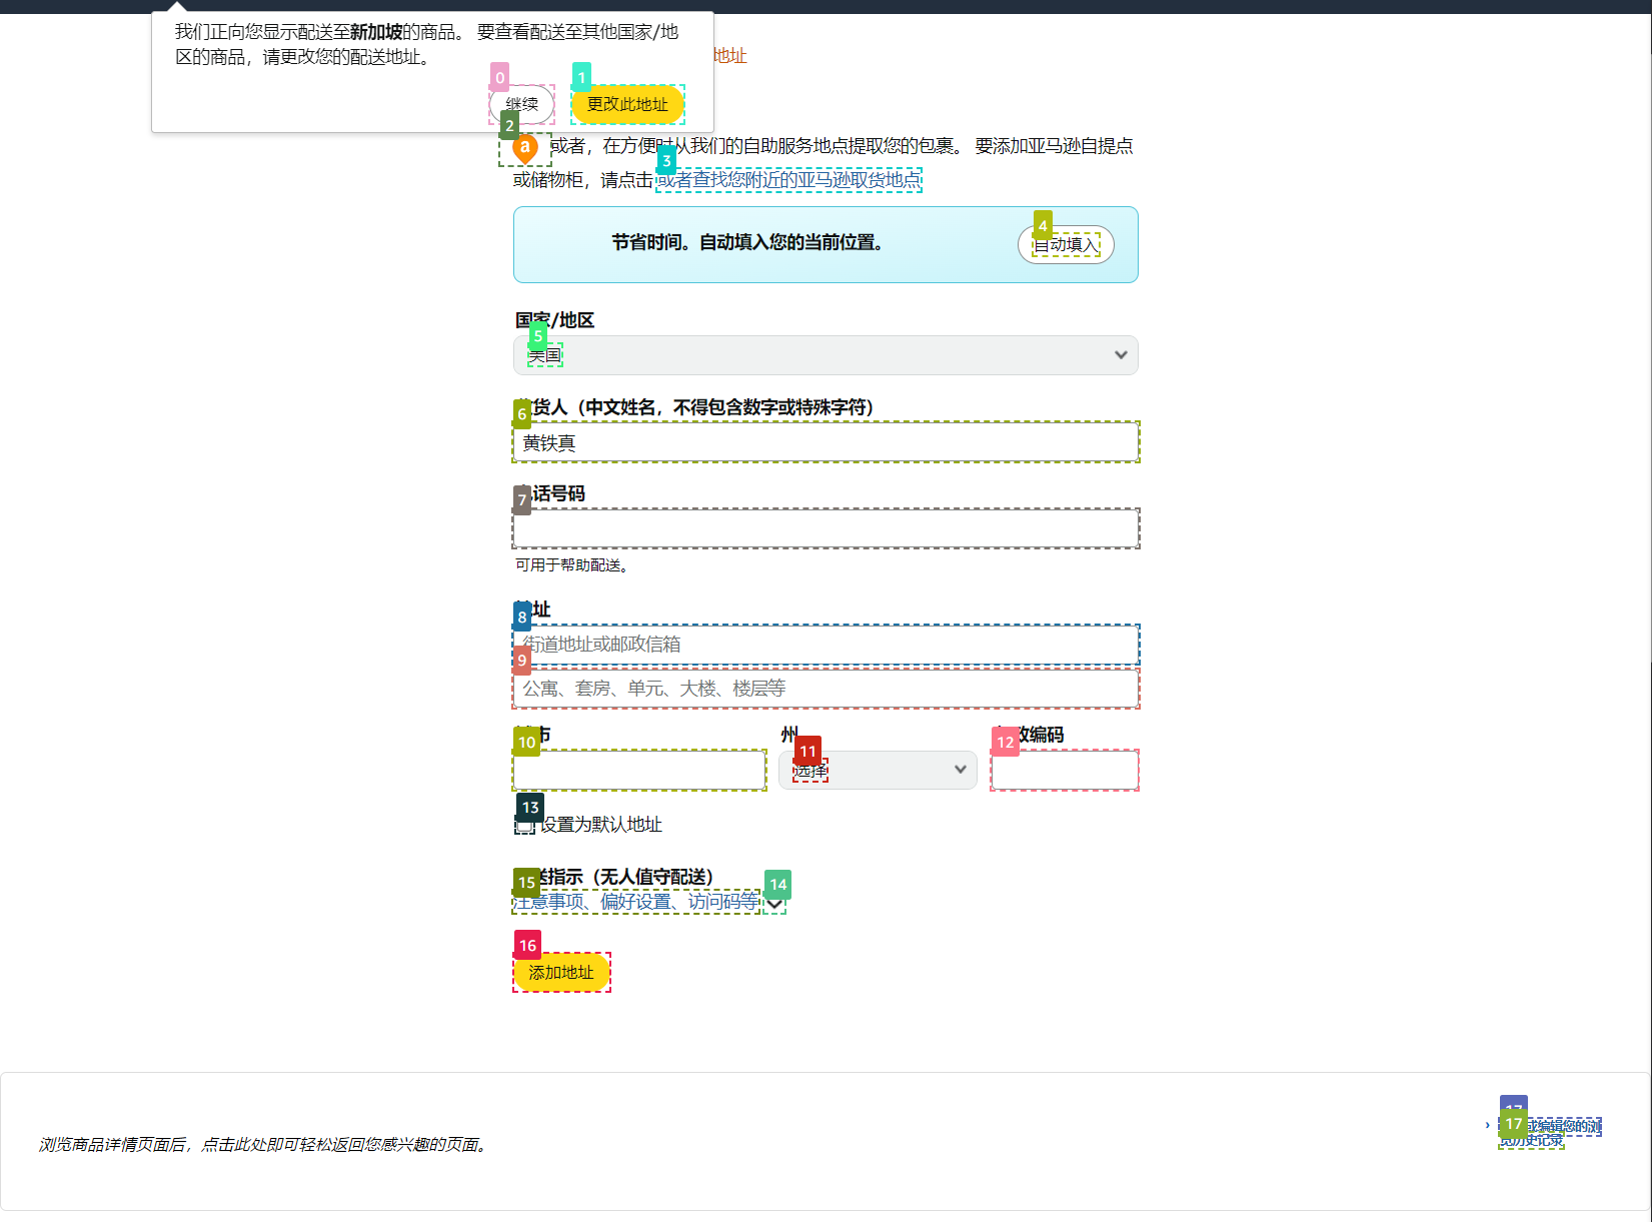 我们正向您显示配送至新加坡的商品。 要查看配送至其他国家/地
区的商品，请更改您的配送地址。
地址
0
1
继续
更改此地址
2
a 或者，在方便时从我们的自助服务地点提取您的包裹。 要添加亚马逊自提点
3
或储物柜，请点击 或者查找您附近的亚马逊取货地点
4
节省时间。自动填入您的当前位置。
自动填入
国家/地区
5
美国
6 货人（中文姓名，不得包含数字或特殊字符）
黄铁真
7 话号码
可用于帮助配送。
8 址
街道地址或邮政信箱
9
公寓、套房、单元、大楼、楼层等
10 市
州
11
选择
12 编码
13
设置为默认地址
15 指示（无人值守配送）
14
注意事项、偏好设置、访问码等
16
添加地址
17
› 17 或编辑您的浏
览历史记录
浏览商品详情页面后，点击此处即可轻松返回您感兴趣的页面。